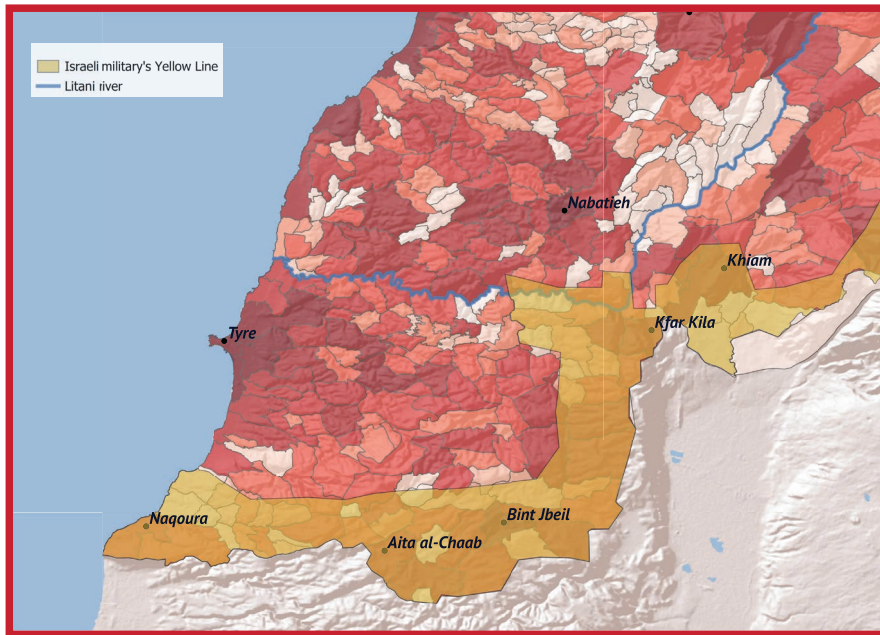 Israeli military's Yellow Line
Litani river
Nabatieh
Khiam
Kfar Kila
Tyre
Naqoura
Bint Jbeil
Aita al-Chaab